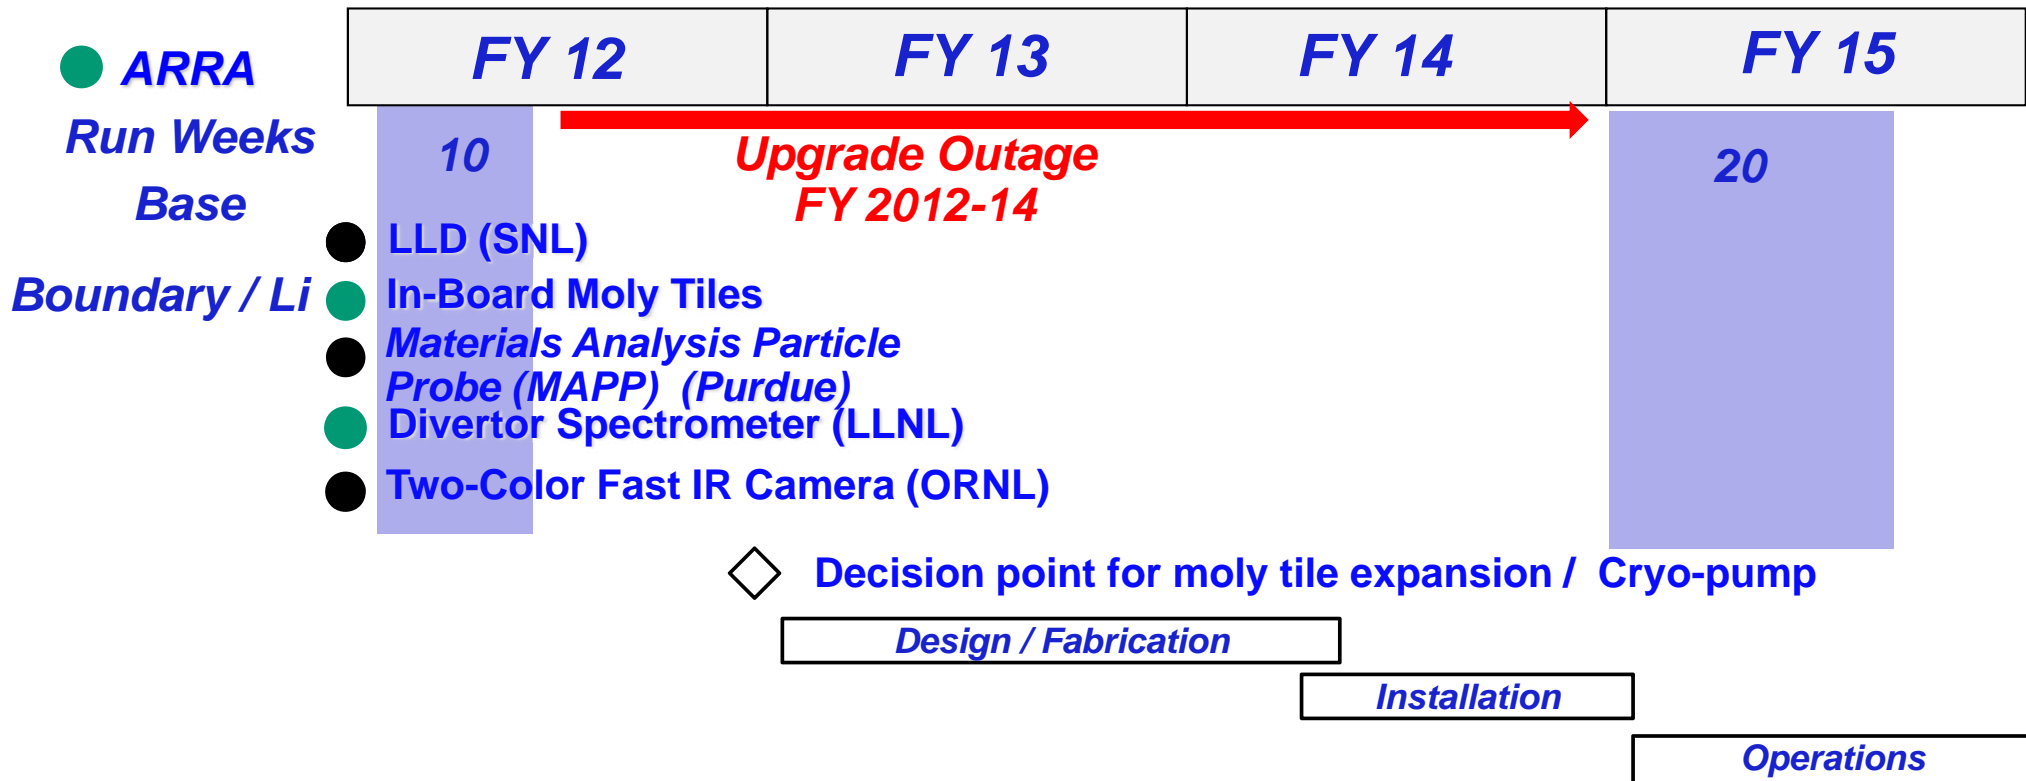 FY 12 FY 13 FY 14 FY 15
ARRA
Run Weeks
10
20
Upgrade Outage
FY 2012-14
Base
LLD (SNL)
Boundary / Li
In-Board Moly Tiles
Materials Analysis Particle
Probe (MAPP) (Purdue)
Divertor Spectrometer (LLNL)
Two-Color Fast IR Camera (ORNL)
Decision point for moly tile expansion / Cryo-pump
Design / Fabrication
Installation
Operations